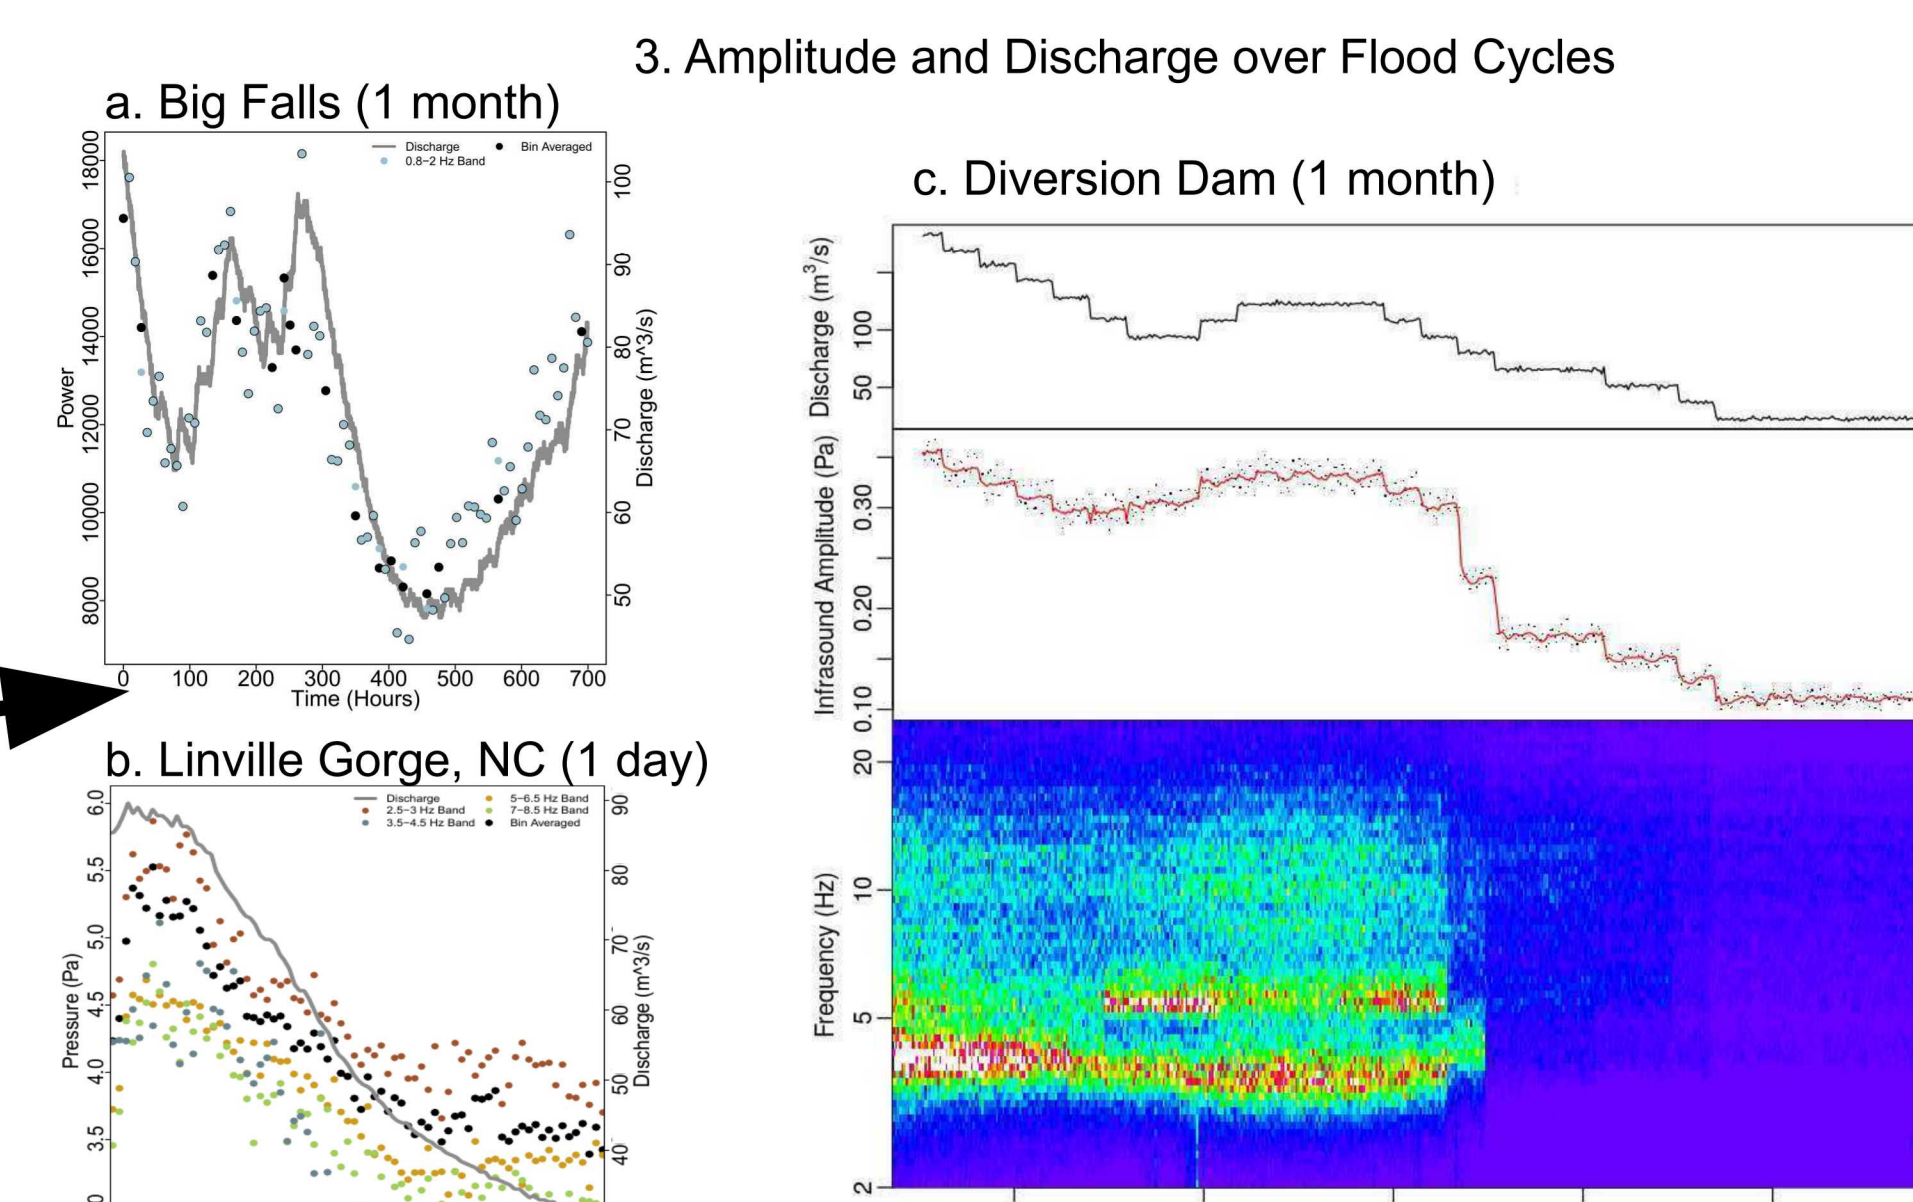 3. Amplitude and Discharge over Flood Cycles
a. Big Falls (1 month)
Discharge
Bin Averaged
0.8–2 Hz Band
18000
16000
14000
12000
10000
8000
Power
100
90
80
70
60
50
Discharge (m^3/s)
0 100 200 300 400 500 600 700
Time (Hours)
b. Linville Gorge, NC (1 day)
Discharge
5–6.5 Hz Band
2.5–3 Hz Band
7–8.5 Hz Band
3.5–4.5 Hz Band
Bin Averaged
6.0
5.5
5.0
4.5
4.0
3.5
Pressure (Pa)
90
80
70
60
50
40
Discharge (m^3/s)
c. Diversion Dam (1 month)
Discharge (m³/s)
100
50
Infrasound Amplitude (Pa)
0.30
0.20
0.10
Frequency (Hz)
20
10
5
2